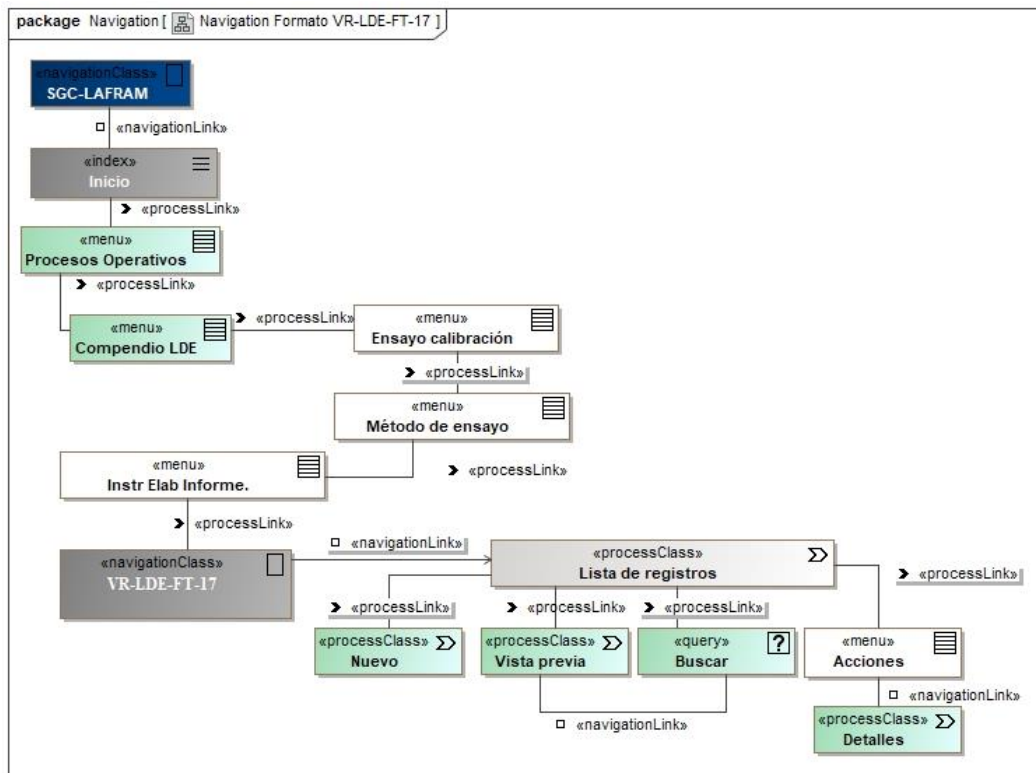 package Navigation [ Navigation Formato VR-LDE-FT-17 ]
«navigationClass»
SGC-LAFRAM
«navigationLink»
«index»
Inicio
«processLink»
«menu»
Procesos Operativos
«processLink»
«menu»
Compendio LDE
«processLink»
«menu»
Ensayo calibración
«processLink»
«menu»
Método de ensayo
«processLink»
«menu»
Instr Elab Informe.
«processLink»
«navigationClass»
VR-LDE-FT-17
«navigationLink»
«processClass»
Lista de registros
«processLink»
«processLink»
«processLink»
«processLink»
«processClass»
Nuevo
«processClass»
Vista previa
«query»
Buscar
?
«menu»
Acciones
«navigationLink»
«navigationLink»
«processClass»
Detalles